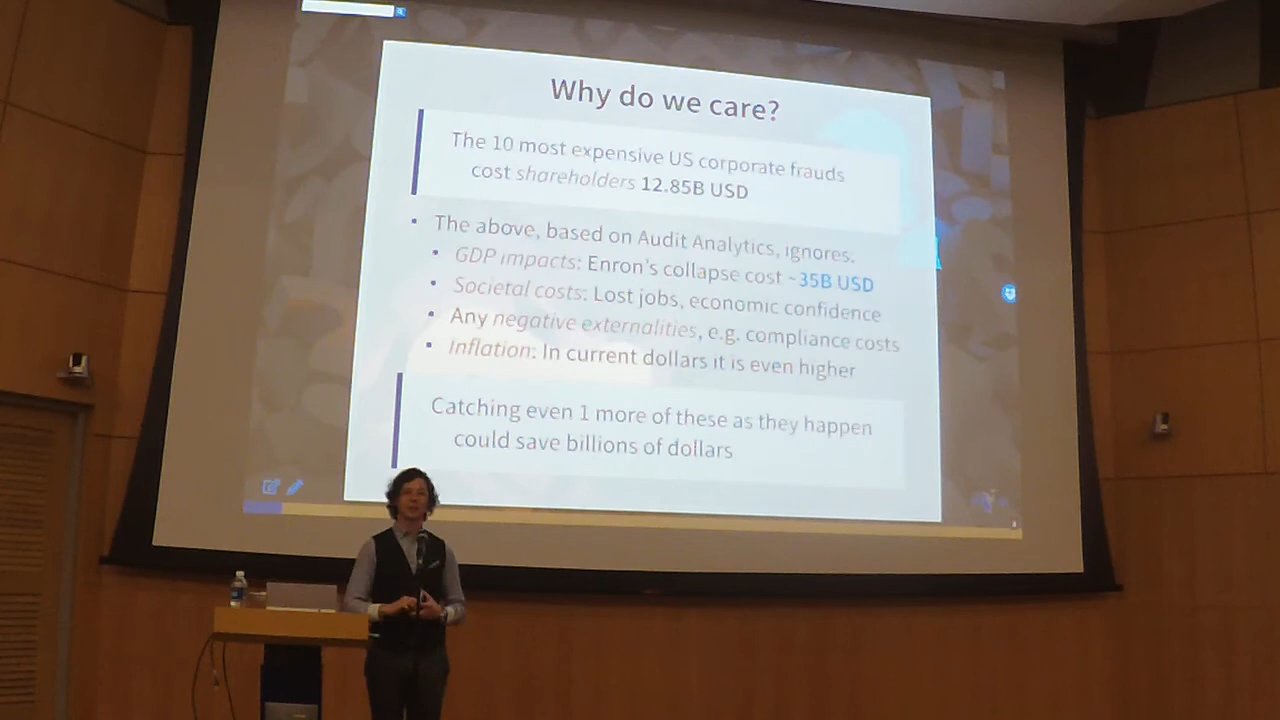 Why do we care?
The 10 most expensive US corporate frauds
cost shareholders 12.85B USD
The above, based on Audit Analytics, ignores.
GDP impacts: Enron's collapse cost ~35B USD
Societal costs: Lost jobs, economic confidence
Any negative externalities, e.g. compliance costs
Inflation: In current dollars it is even higher
Catching even 1 more of these as they happen
could save billions of dollars